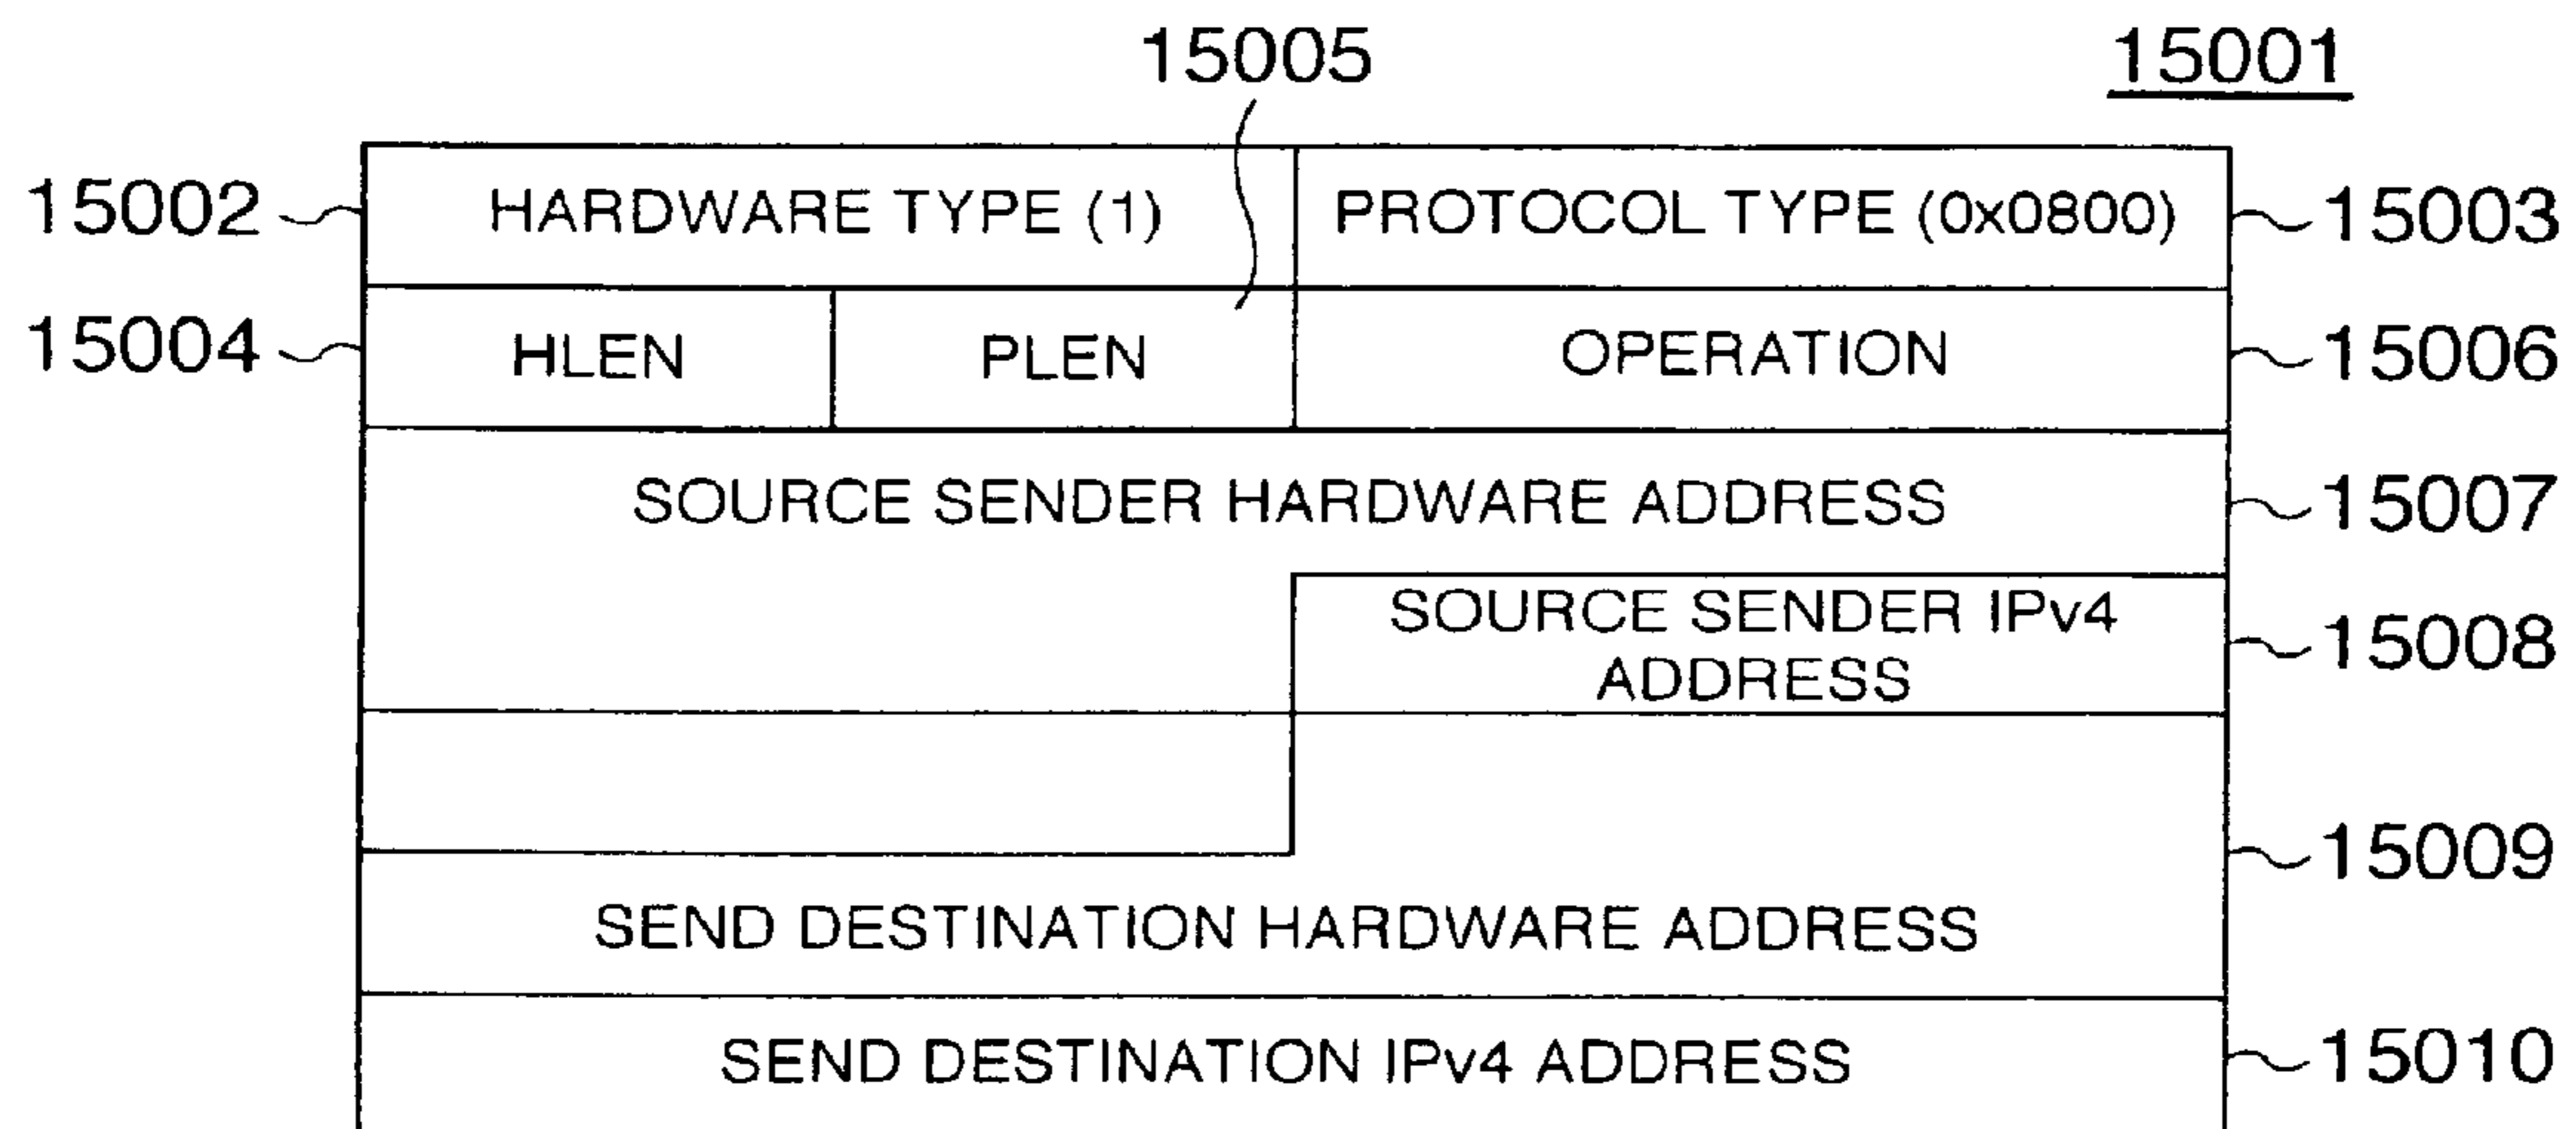 15005
15001
15002 HARDWARE TYPE (1) PROTOCOL TYPE (0x0800) 15003
15004 HLEN PLEN OPERATION 15006
SOURCE SENDER HARDWARE ADDRESS 15007
SOURCE SENDER IPv4
ADDRESS
15008
15009
SEND DESTINATION HARDWARE ADDRESS
SEND DESTINATION IPv4 ADDRESS 15010